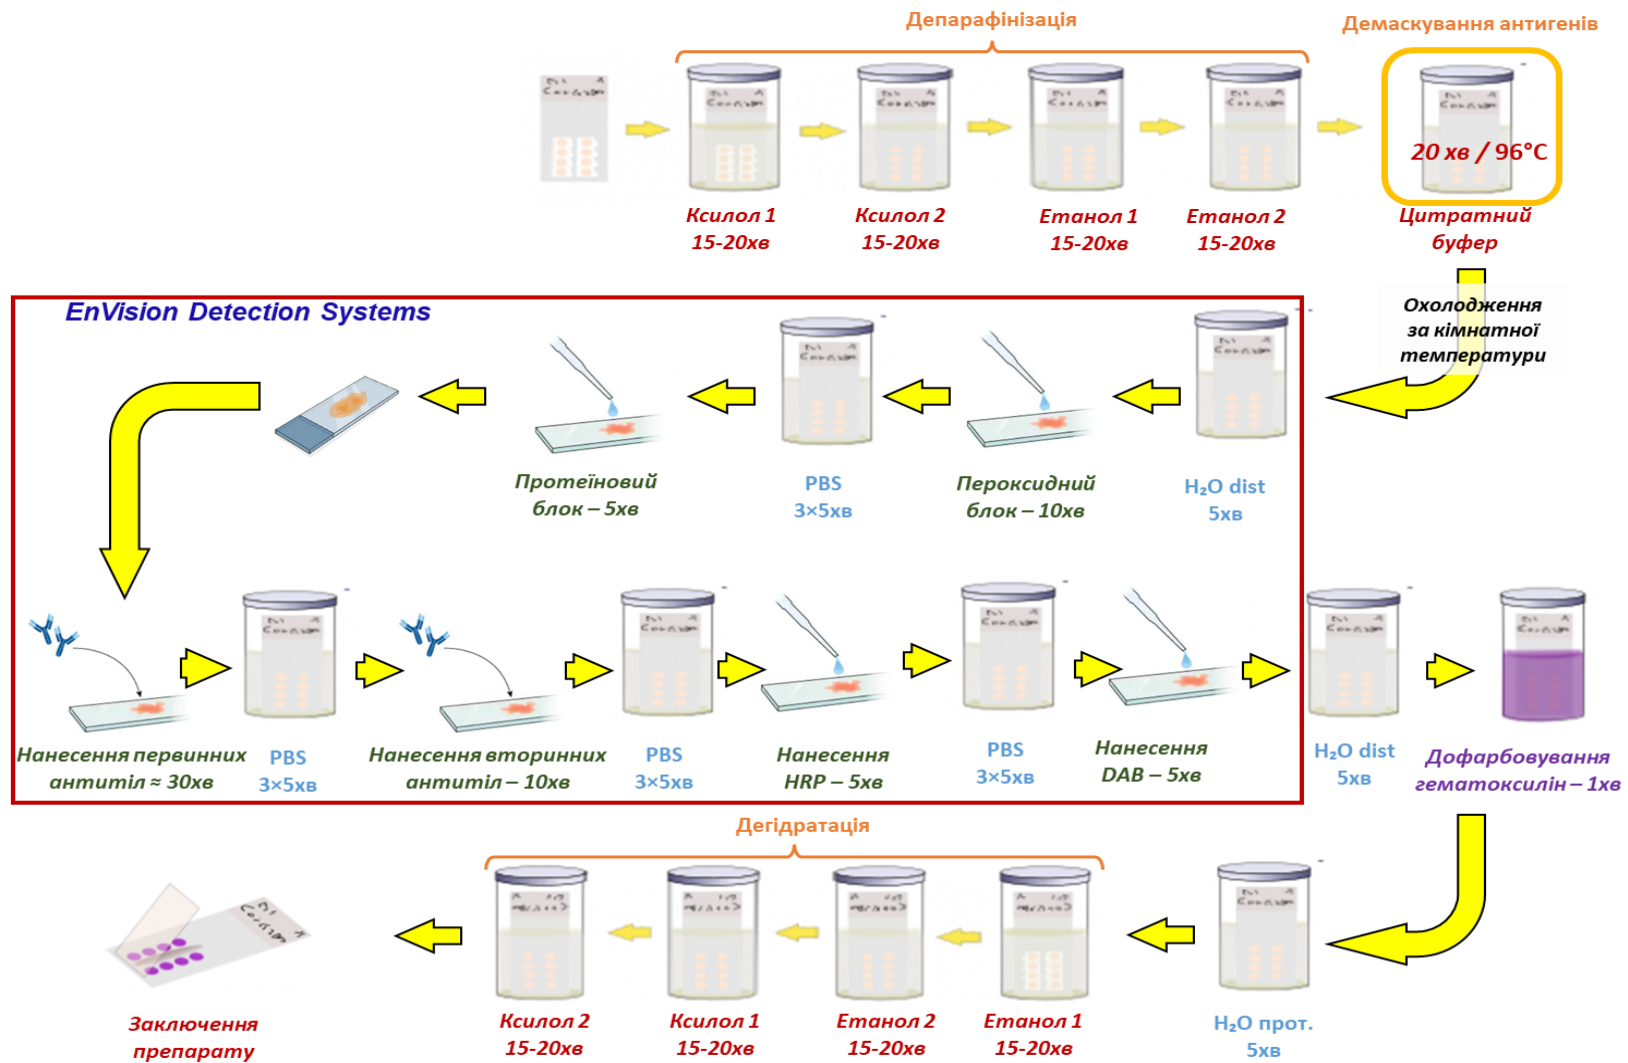 Депарафінізація
Демаскування антигенів
20 хв / 96°C
Ксилол 1
15-20хв
Ксилол 2
15-20хв
Етанол 1
15-20хв
Етанол 2
15-20хв
Цитратний
буфер
Охолодження
за кімнатної
температури
EnVision Detection Systems
H₂O dist
5хв
Пероксидний
блок – 10хв
PBS
3×5хв
Протеїновий
блок – 5хв
Нанесення первинних
антитіл ≈ 30хв
PBS
3×5хв
Нанесення вторинних
антитіл – 10хв
PBS
3×5хв
Нанесення
HRP – 5хв
PBS
3×5хв
Нанесення
DAB – 5хв
H₂O dist
5хв
Дофарбовування
гематоксилін – 1хв
Дегідратація
H₂O прот.
5хв
Етанол 1
15-20хв
Етанол 2
15-20хв
Ксилол 1
15-20хв
Ксилол 2
15-20хв
Заключення
препарату